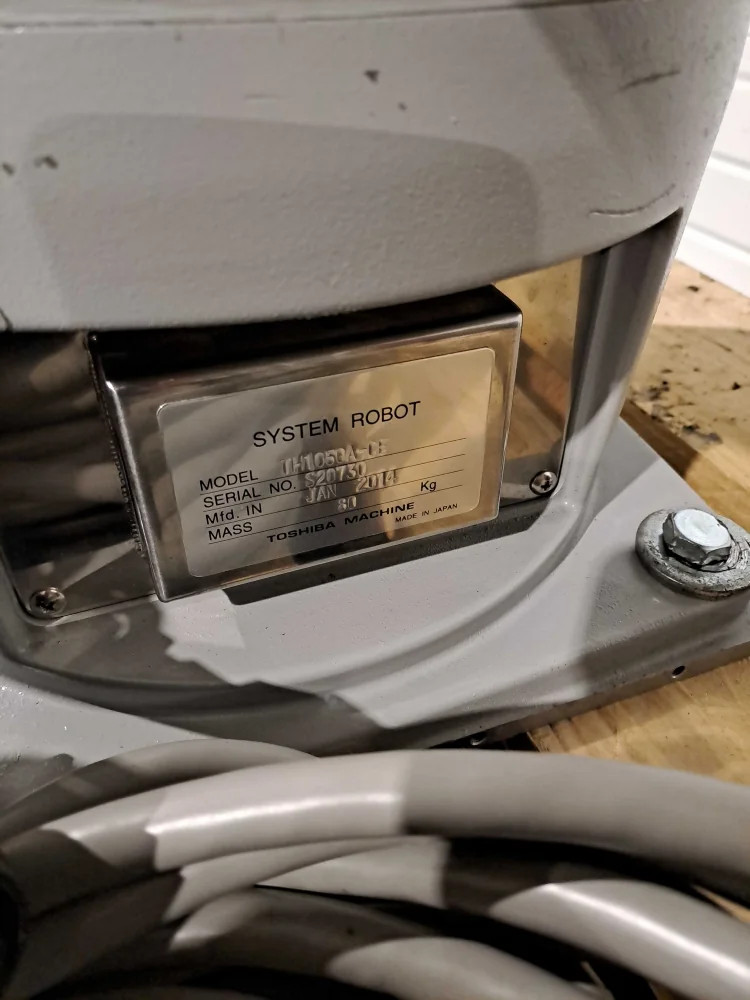 SYSTEM ROBOT
MODEL TH1050A-CE
SERIAL NO. S20730
Mfd. IN JAN 2014
MASS 80 Kg
TOSHIBA MACHINE MADE IN JAPAN